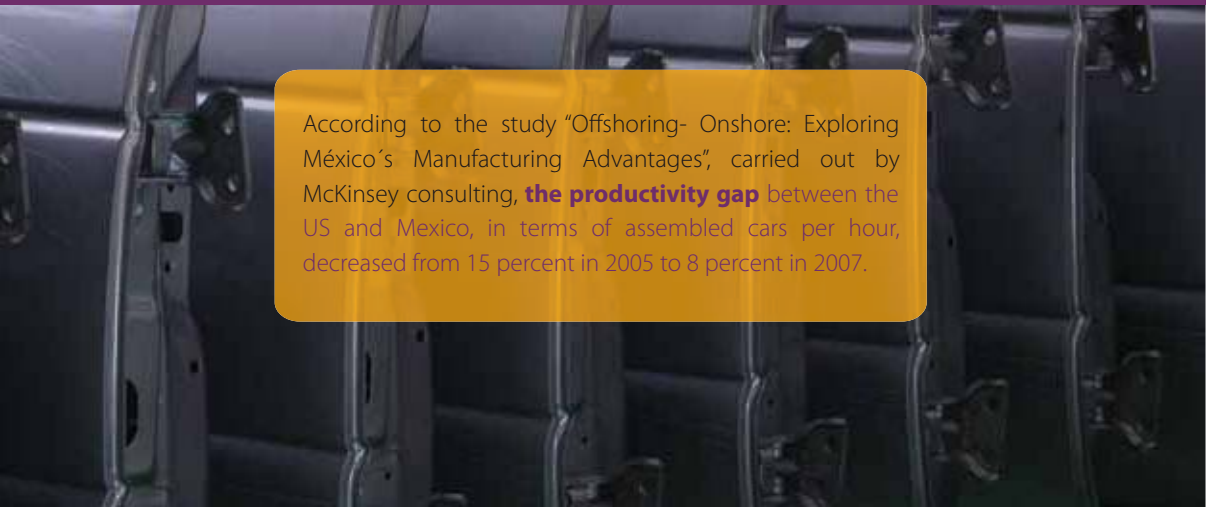 According to the study “Offshoring- Onshore: Exploring
México´s Manufacturing Advantages”, carried out by
McKinsey consulting, the productivity gap between the
US and Mexico, in terms of assembled cars per hour,
decreased from 15 percent in 2005 to 8 percent in 2007.